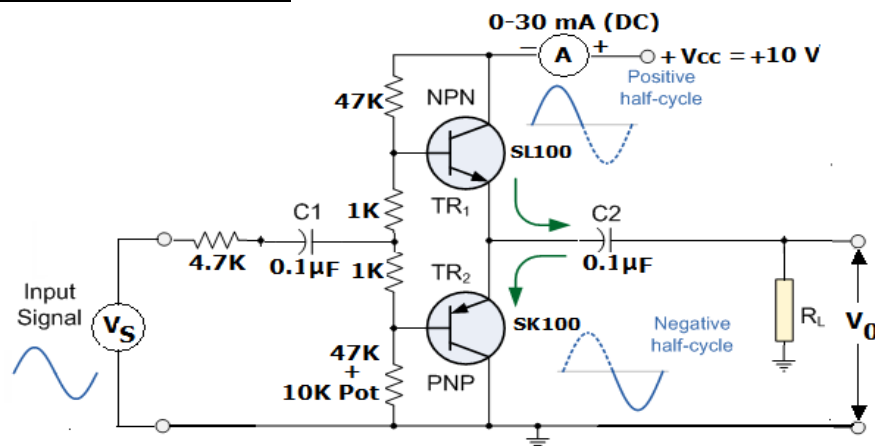 0-30 mA (DC)
− A + + Vcc = +10 V
Positive
half-cycle
47K
NPN
SL100
TR1
C1
1K
C2
4.7K
0.1µF
1K
TR2
0.1µF
Input
Signal
VS
SK100
Negative
half-cycle
RL
V0
47K
+
10K Pot
PNP